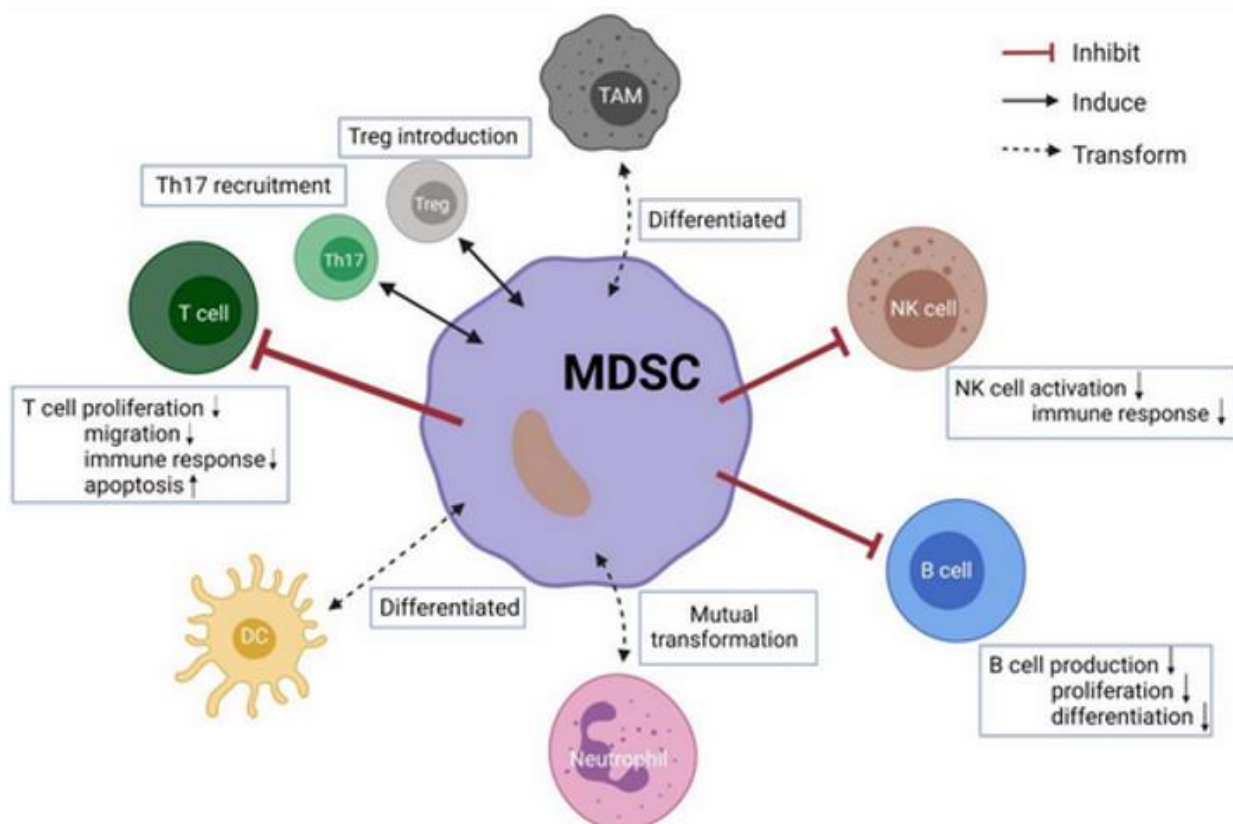 TAM
Inhibit
Induce
Transform
Treg introduction
Th17 recruitment
Treg
Differentiated
Th17
T cell
NK cell
MDSC
T cell proliferation ↓
migration ↓
immune response ↓
apoptosis ↑
NK cell activation ↓
immune response ↓
B cell
Differentiated
DC
Mutual
transformation
B cell production ↓
proliferation ↓
differentiation ↓
Neutrophil